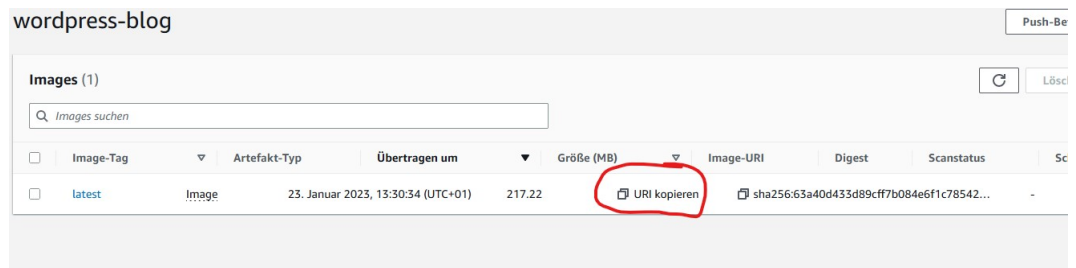 wordpress-blog
Push-Be
Images (1)
Lösc
Images suchen
Image-Tag Artefakt-Typ Übertragen um Größe (MB) Image-URI Digest Scanstatus Sc
latest Image 23. Januar 2023, 13:30:34 (UTC+01) 217.22 URI kopieren sha256:63a40d433d89cff7b084e6f1c78542... -